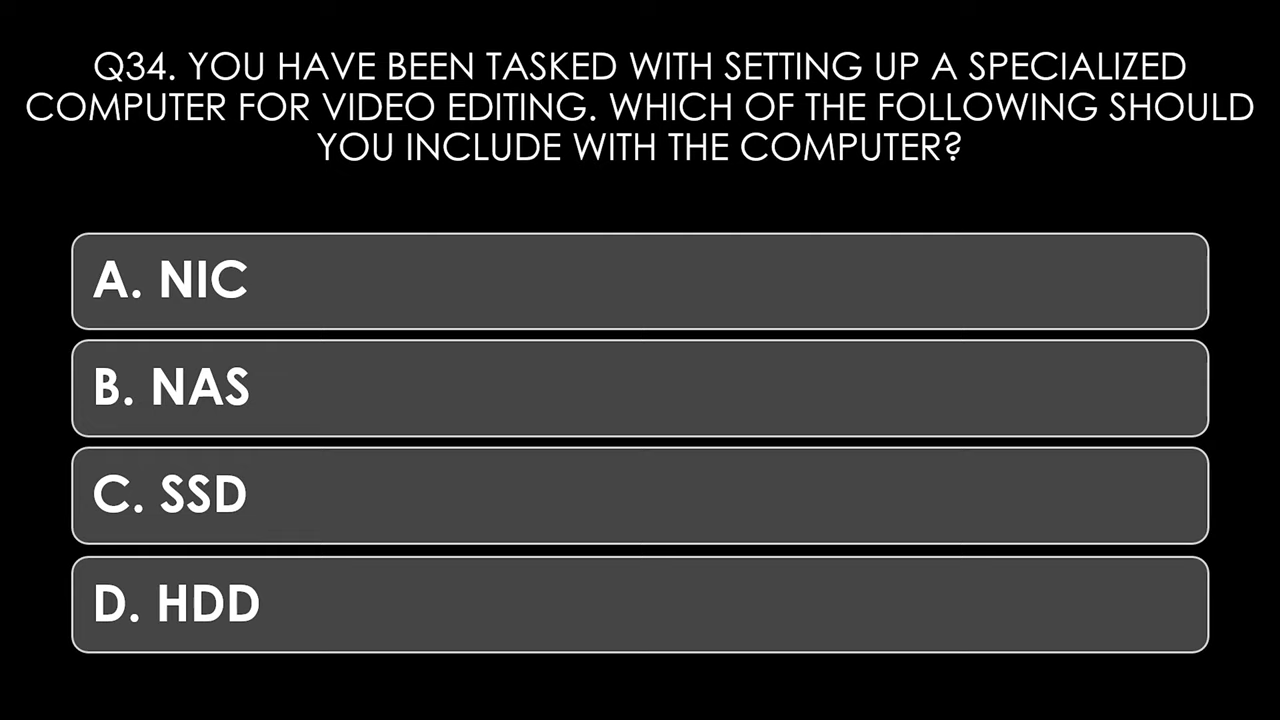 Q34. YOU HAVE BEEN TASKED WITH SETTING UP A SPECIALIZED
COMPUTER FOR VIDEO EDITING. WHICH OF THE FOLLOWING SHOULD
YOU INCLUDE WITH THE COMPUTER?
A. NIC
B. NAS
C. SSD
D. HDD